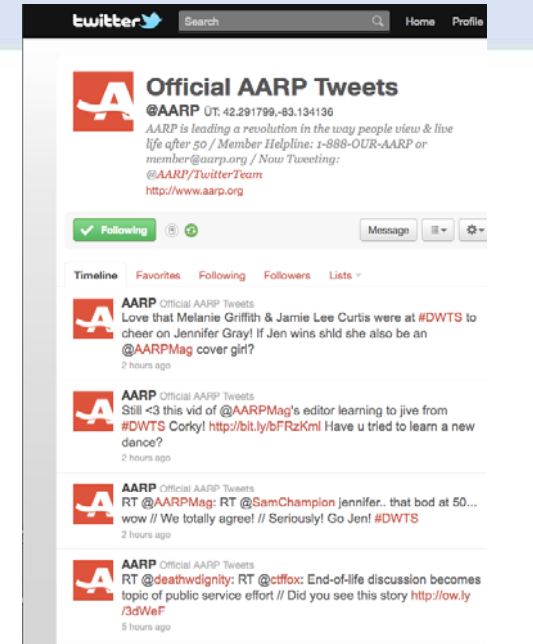 twitter Search Home Profile
Official AARP Tweets
@AARP ÜT: 42.291799,-83.134136
AARP is leading a revolution in the way people view & live
life after 50 / Member Helpline: 1-888-OUR-AARP or
member@aarp.org / Now Tweeting:
@AARP/TwitterTeam
http://www.aarp.org
Following Message
Timeline Favorites Following Followers Lists
AARP Official AARP Tweets
Love that Melanie Griffith & Jamie Lee Curtis were at #DWTS to
cheer on Jennifer Gray! If Jen wins shld she also be an
@AARPMag cover girl?
2 hours ago
AARP Official AARP Tweets
Still <3 this vid of @AARPMag's editor learning to jive from
#DWTS Corky! http://bit.ly/bFRzKml Have u tried to learn a new
dance?
2 hours ago
AARP Official AARP Tweets
RT @AARPMag: RT @SamChampion jennifer.. that bod at 50...
wow // We totally agree! // Seriously! Go Jen! #DWTS
2 hours ago
AARP Official AARP Tweets
RT @deathwdignity: RT @ctffox: End-of-life discussion becomes
topic of public service effort // Did you see this story http://ow.ly
/3dWeF
5 hours ago